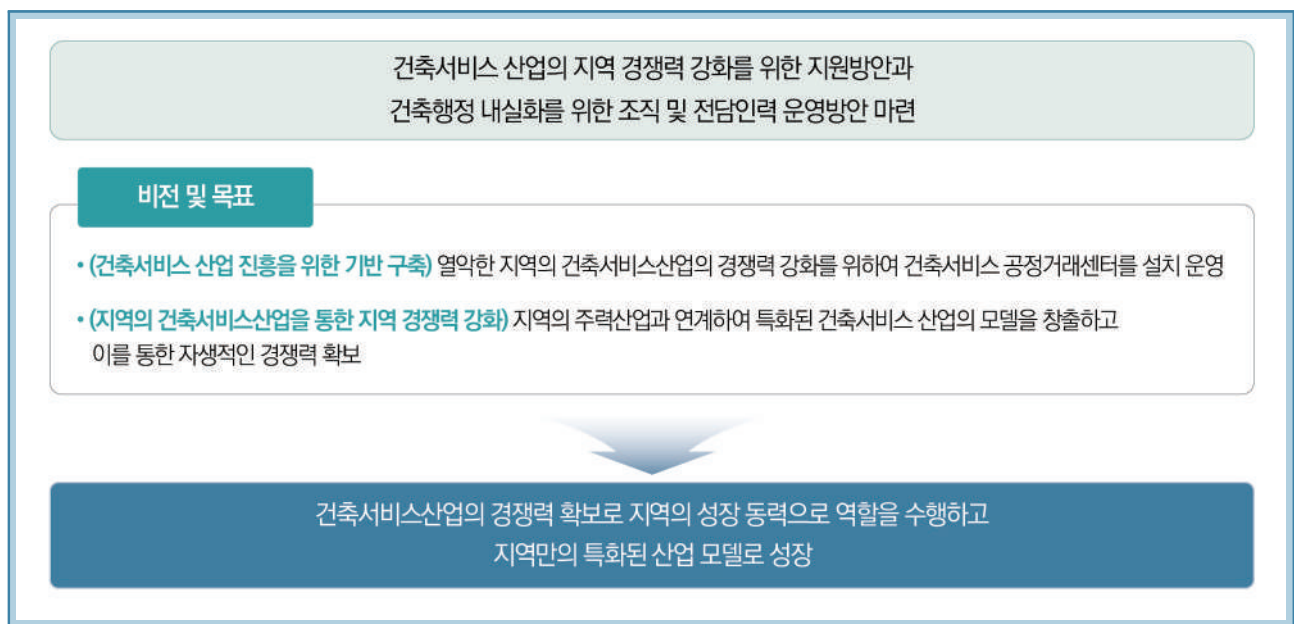 건축서비스 산업의 지역 경쟁력 강화를 위한 지원방안과
건축행정 내실화를 위한 조직 및 전담인력 운영방안 마련
비전 및 목표
• (건축서비스 산업 진흥을 위한 기반 구축) 열악한 지역의 건축서비스산업의 경쟁력 강화를 위하여 건축서비스 공정거래센터를 설치 운영
• (지역의 건축서비스산업을 통한 지역 경쟁력 강화) 지역의 주력산업과 연계하여 특화된 건축서비스 산업의 모델을 창출하고
이를 통한 자생적인 경쟁력 확보
건축서비스산업의 경쟁력 확보로 지역의 성장 동력으로 역할을 수행하고
지역만의 특화된 산업 모델로 성장